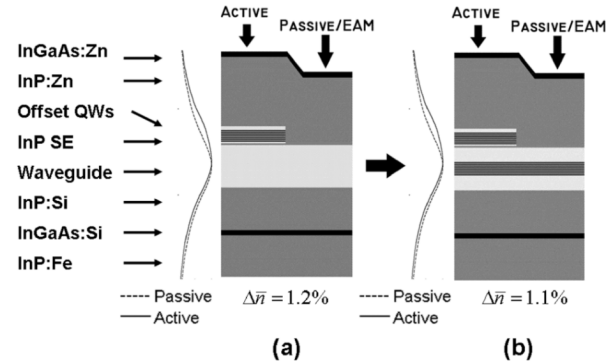 ACTIVE
PASSIVE/EAM
ACTIVE
PASSIVE/EAM
InGaAs:Zn
InP:Zn
Offset QWs
InP SE
Waveguide
InP:Si
InGaAs:Si
InP:Fe
Passive
Active
Δn̅ = 1.2%
Passive
Active
Δn̅ = 1.1%
(a)
(b)